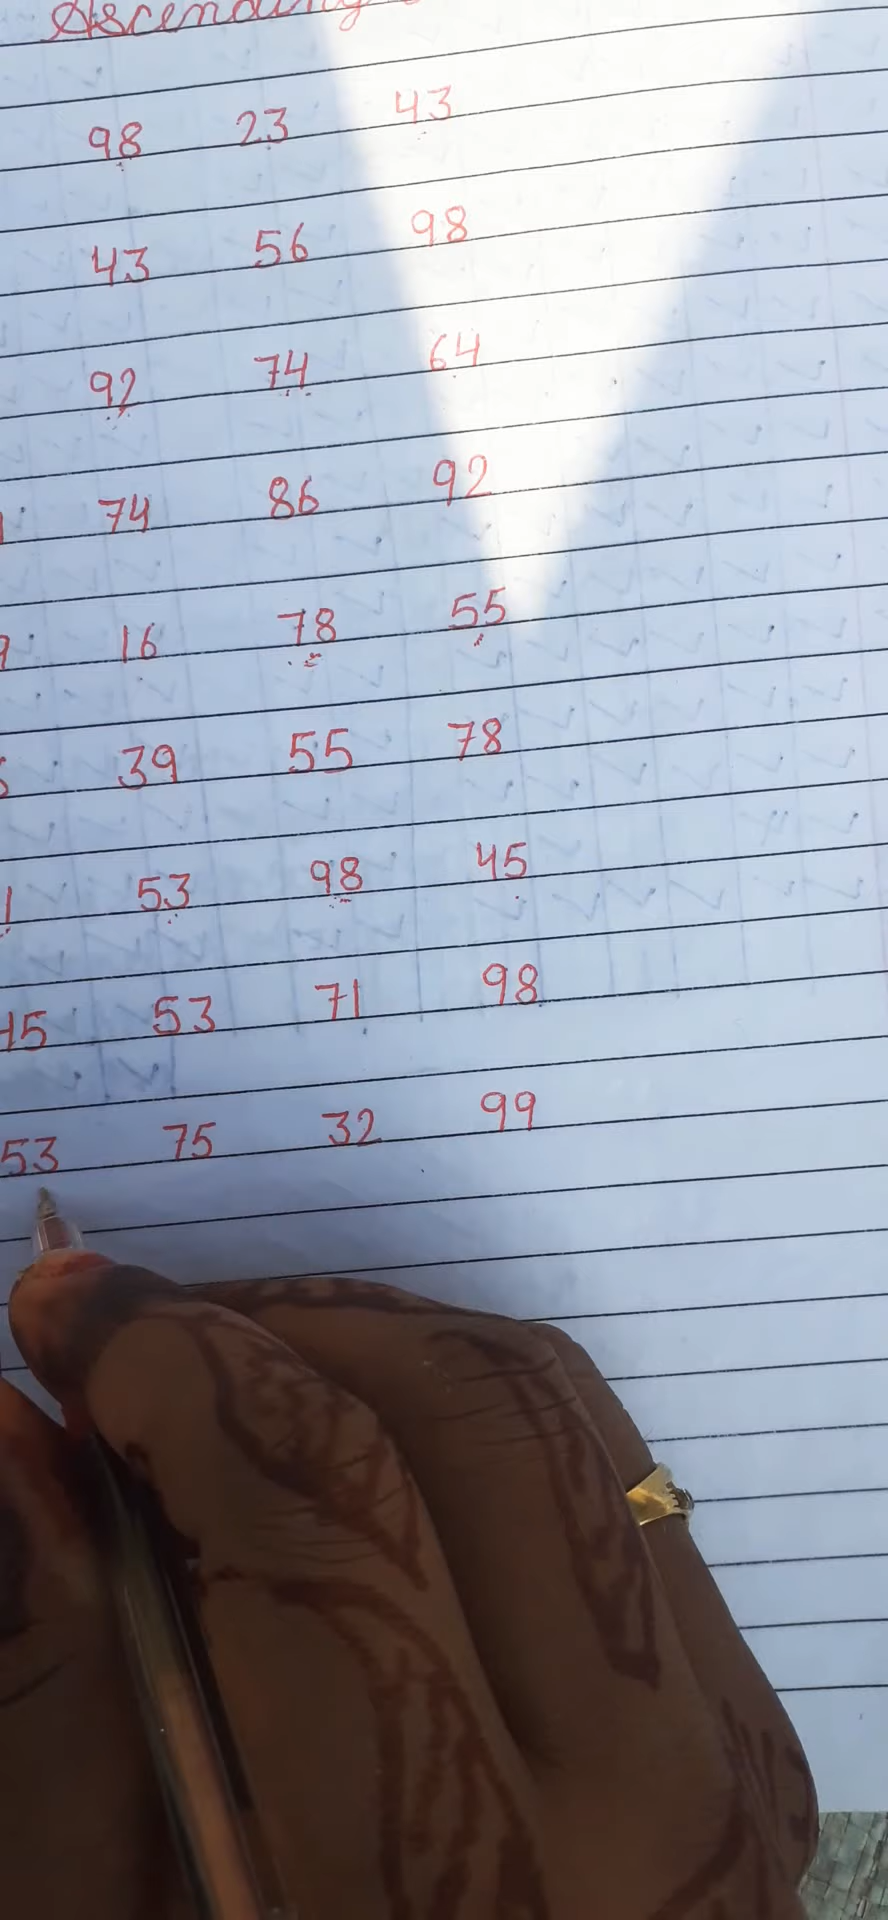 Ascending
98 23 43
43 56 98
92 74 64
74 86 92
16 78 55
39 55 78
53 98 45
53 71 98
53 75 32 99